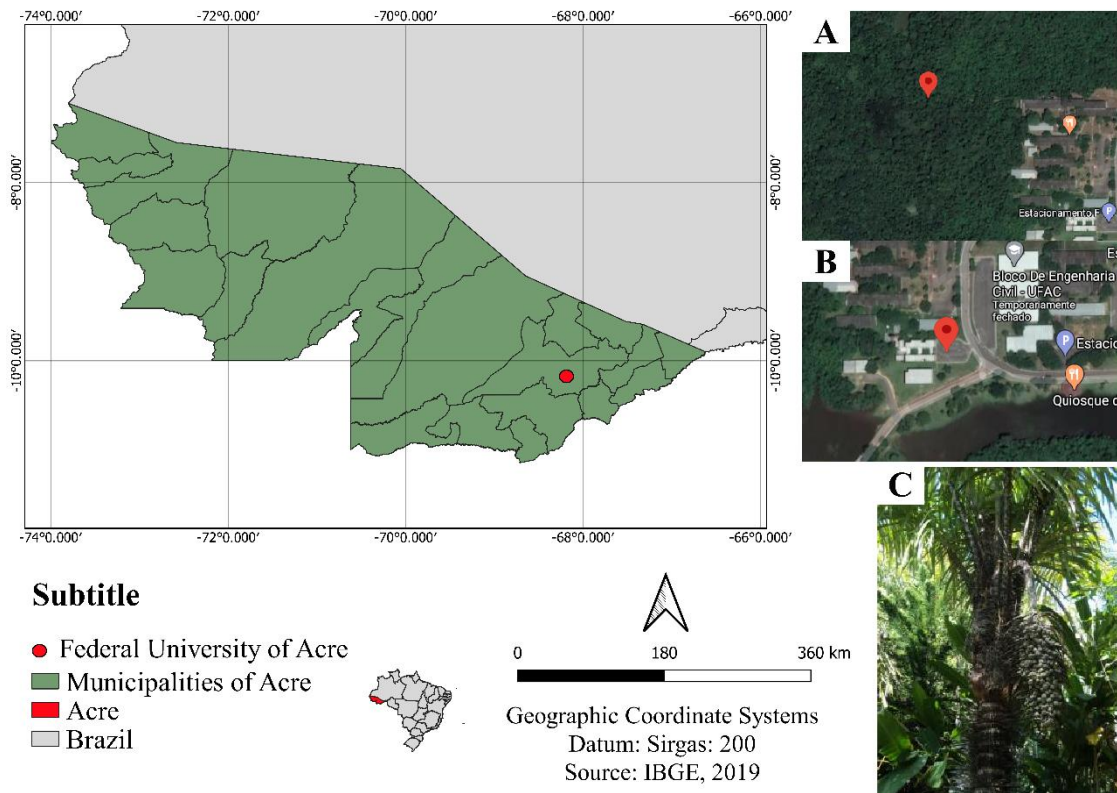 -74°0.000′ -72°0.000′ -70°0.000′ -68°0.000′ -66°0.000′
-8°0.000′ -8°0.000′
-10°0.000′ -10°0.000′
-74°0.000′ -72°0.000′ -70°0.000′ -68°0.000′ -66°0.000′
A
Estacionamento F
P
B
Es
Bloco De Engenharia
Civil - UFAC
Temporariamente
fechado
P
Estacio
Quiosque c
C
Subtitle
Federal University of Acre
Municipalities of Acre
Acre
Brazil
0 180 360 km
Geographic Coordinate Systems
Datum: Sirgas: 200
Source: IBGE, 2019